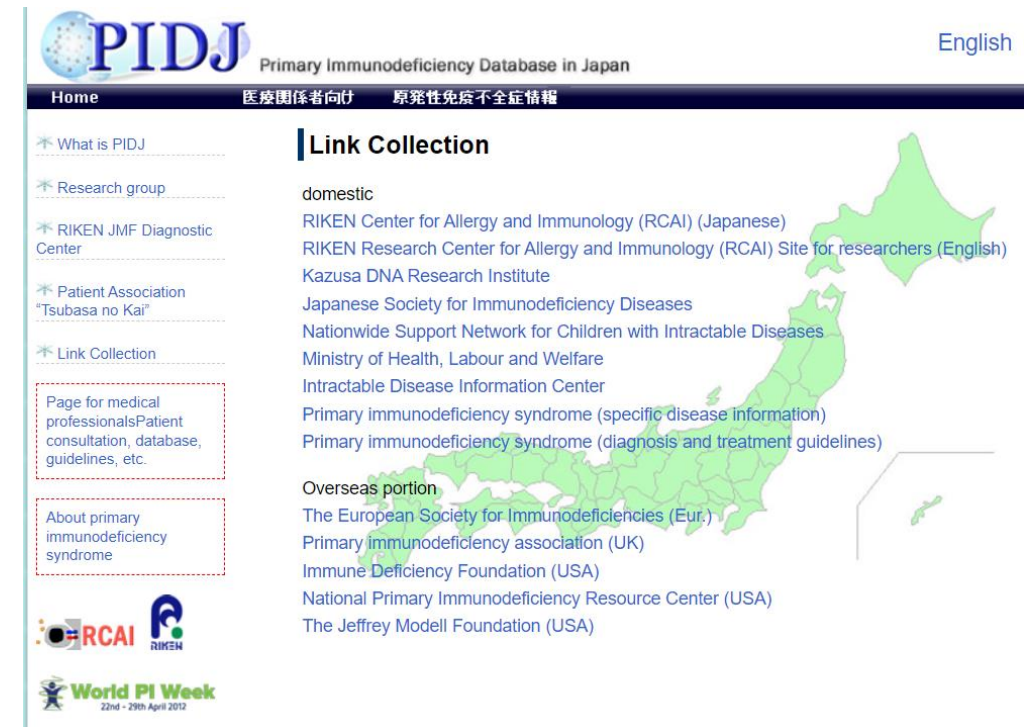 PIDJ Primary Immunodeficiency Database in Japan
English
Home 医療関係者向け 原発性免疫不全症情報
What is PIDJ
Research group
RIKEN JMF Diagnostic
Center
Patient Association
“Tsubasa no Kai”
Link Collection
Page for medical
professionalsPatient
consultation, database,
guidelines, etc.
About primary
immunodeficiency
syndrome
RCAI
RIKEN
World PI Week
22nd - 29th April 2012
Link Collection
domestic
RIKEN Center for Allergy and Immunology (RCAI) (Japanese)
RIKEN Research Center for Allergy and Immunology (RCAI) Site for researchers (English)
Kazusa DNA Research Institute
Japanese Society for Immunodeficiency Diseases
Nationwide Support Network for Children with Intractable Diseases
Ministry of Health, Labour and Welfare
Intractable Disease Information Center
Primary immunodeficiency syndrome (specific disease information)
Primary immunodeficiency syndrome (diagnosis and treatment guidelines)
Overseas portion
The European Society for Immunodeficiencies (Eur.)
Primary immunodeficiency association (UK)
Immune Deficiency Foundation (USA)
National Primary Immunodeficiency Resource Center (USA)
The Jeffrey Modell Foundation (USA)